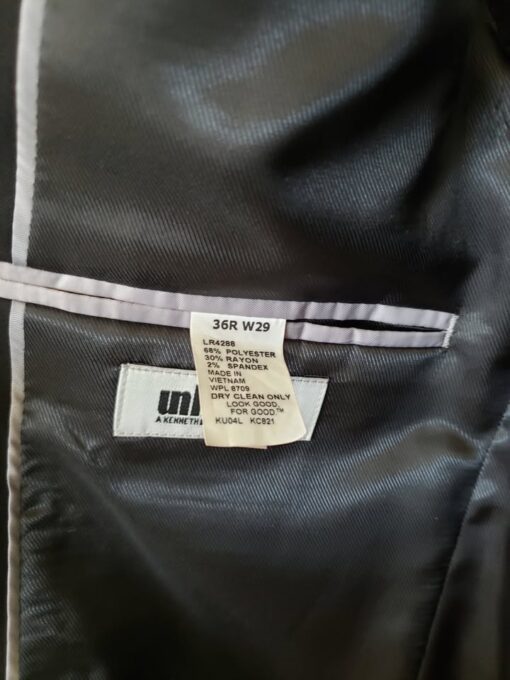 36R W29
LR4288
68% POLYESTER
30% RAYON
2% SPANDEX
MADE IN
VIETNAM
WPL 8709
DRY CLEAN ONLY
LOOK GOOD.
FOR GOOD.™
KU04L KC821
A KENNETH